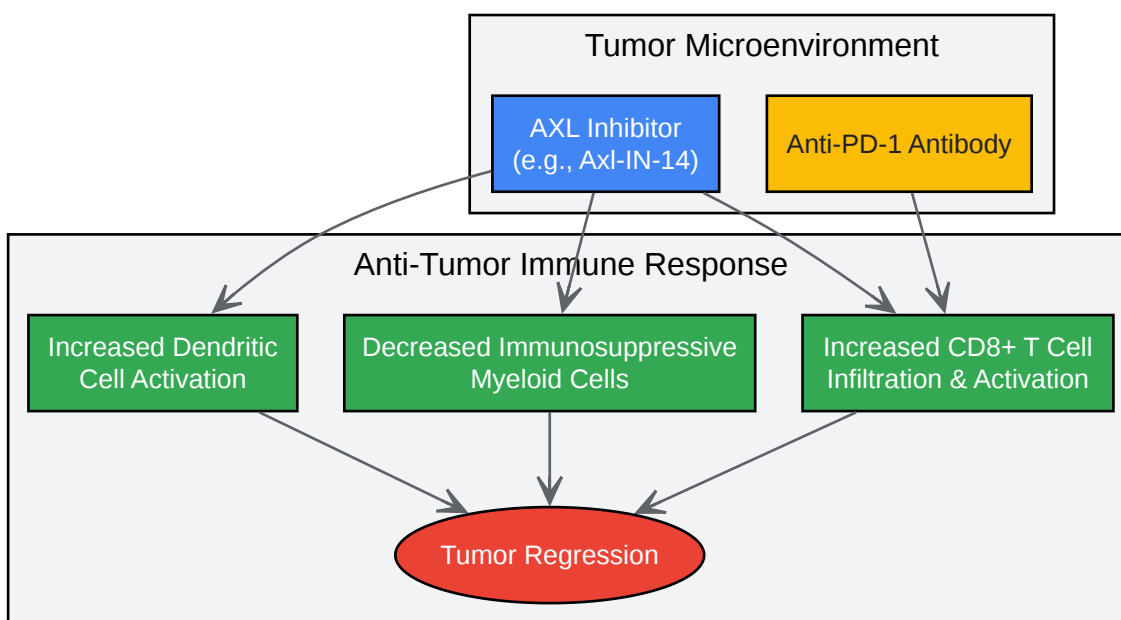 Tumor Microenvironment
AXL Inhibitor
(e.g., Axl-IN-14)
Anti-PD-1 Antibody
Anti-Tumor Immune Response
Increased Dendritic
Cell Activation
Decreased Immunosuppressive
Myeloid Cells
Increased CD8+ T Cell
Infiltration & Activation
Tumor Regression